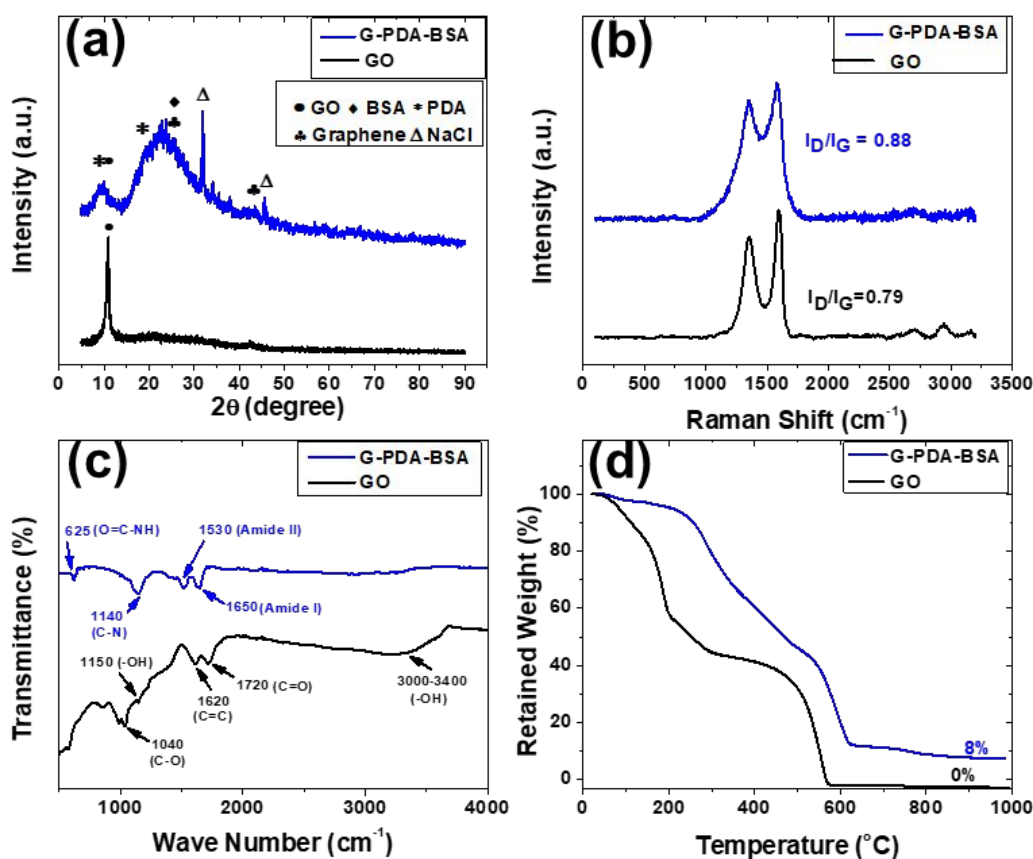 (a)
G-PDA-BSA
GO
● GO ♦ BSA * PDA
♣ Graphene Δ NaCl
*
●
●
*
♦
♣
Δ
♣
Δ
Intensity (a.u.)
0 10 20 30 40 50 60 70 80 90
2θ (degree)
(b)
G-PDA-BSA
GO
I_D/I_G = 0.88
I_D/I_G=0.79
Intensity (a.u.)
0 500 1000 1500 2000 2500 3000 3500
Raman Shift (cm⁻¹)
(c)
G-PDA-BSA
GO
625 (O=C-NH)
1530 (Amide II)
1140
(C-N)
1650 (Amide I)
1150 (-OH)
1720 (C=O)
1620
(C=C)
3000-3400
(-OH)
1040
(C-O)
Transmittance (%)
1000 2000 3000 4000
Wave Number (cm⁻¹)
(d)
G-PDA-BSA
GO
100
80
60
40
20
0
8%
0%
Retained Weight (%)
0 200 400 600 800 1000
Temperature (°C)